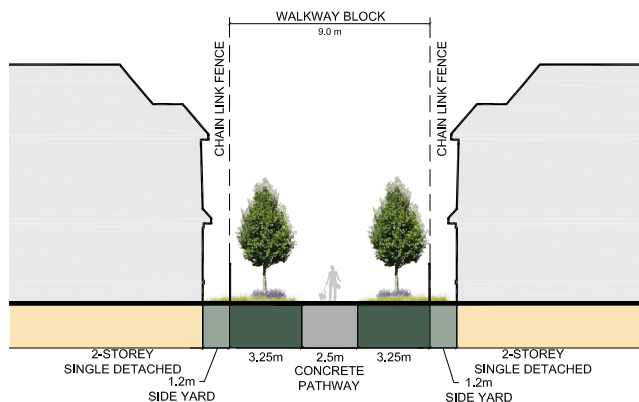 WALKWAY BLOCK
9.0 m
CHAIN LINK FENCE
CHAIN LINK FENCE
2-STOREY
SINGLE DETACHED
1.2m
SIDE YARD
3.25m
2.5m
CONCRETE
PATHWAY
3.25m
1.2m
SIDE YARD
2-STOREY
SINGLE DETACHED